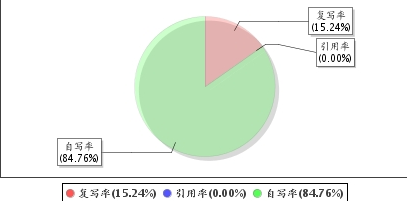 复写率
(15.24%)
引用率
(0.00%)
自写率
(84.76%)
复写率(15.24%) 引用率(0.00%) 自写率(84.76%)